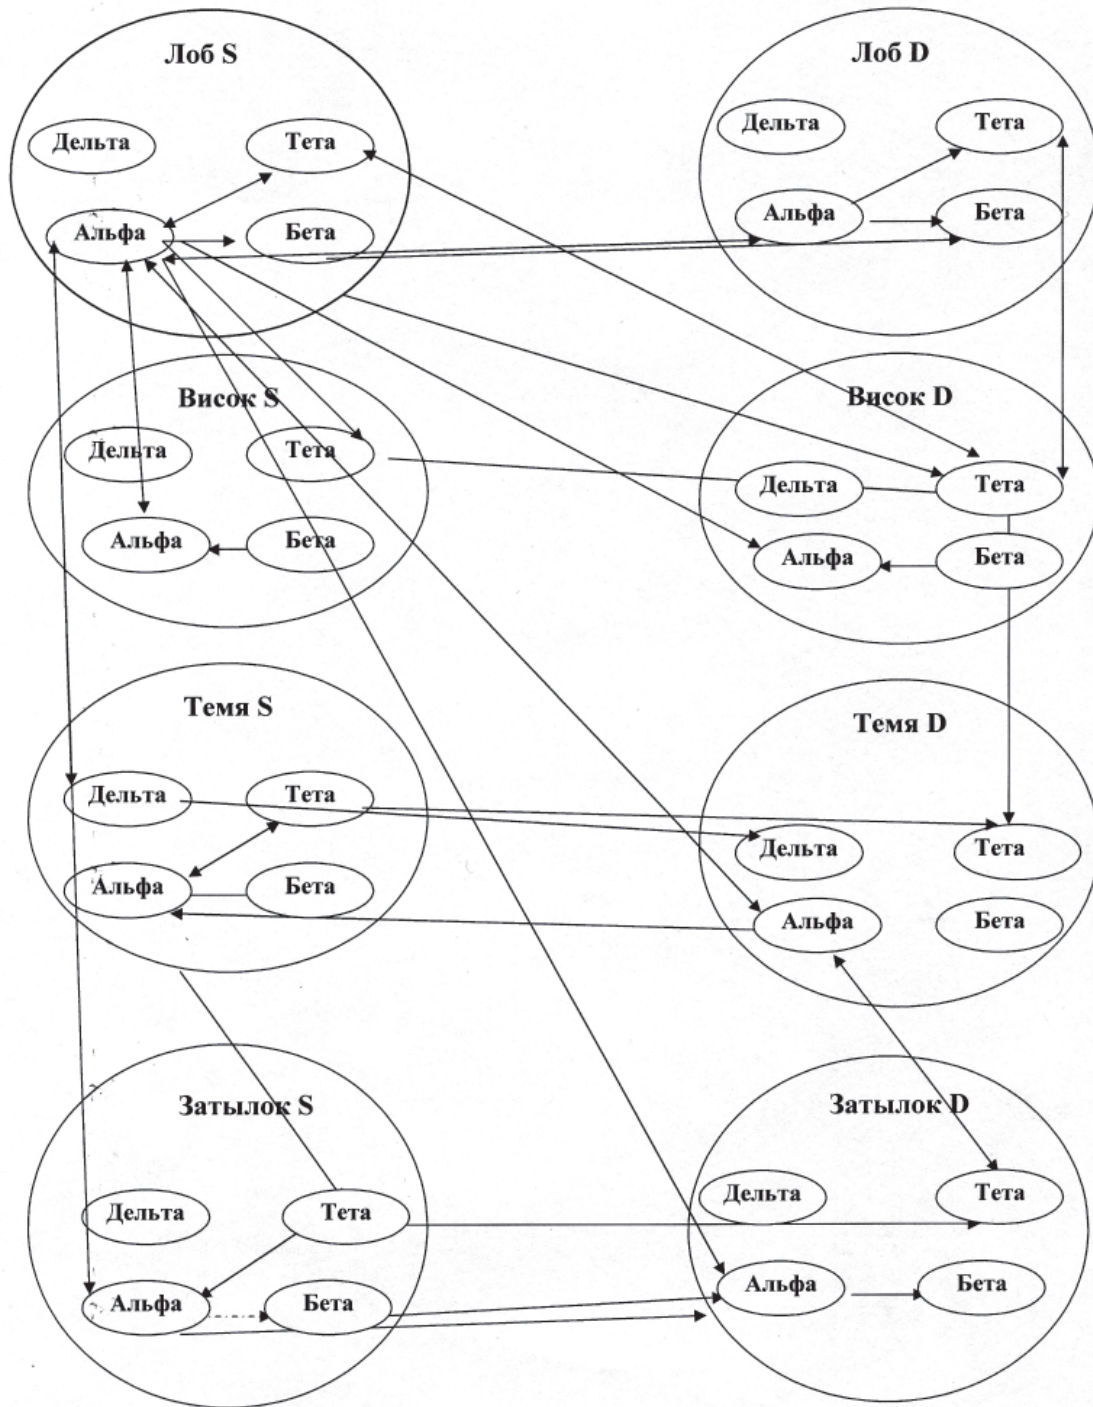 Лоб S
Дельта Тета
Альфа Бета
Лоб D
Дельта Тета
Альфа Бета
Висок S
Дельта Тета
Альфа Бета
Висок D
Дельта Тета
Альфа Бета
Темя S
Дельта Тета
Альфа Бета
Темя D
Дельта Тета
Альфа Бета
Затылок S
Дельта Тета
Альфа Бета
Затылок D
Дельта Тета
Альфа Бета